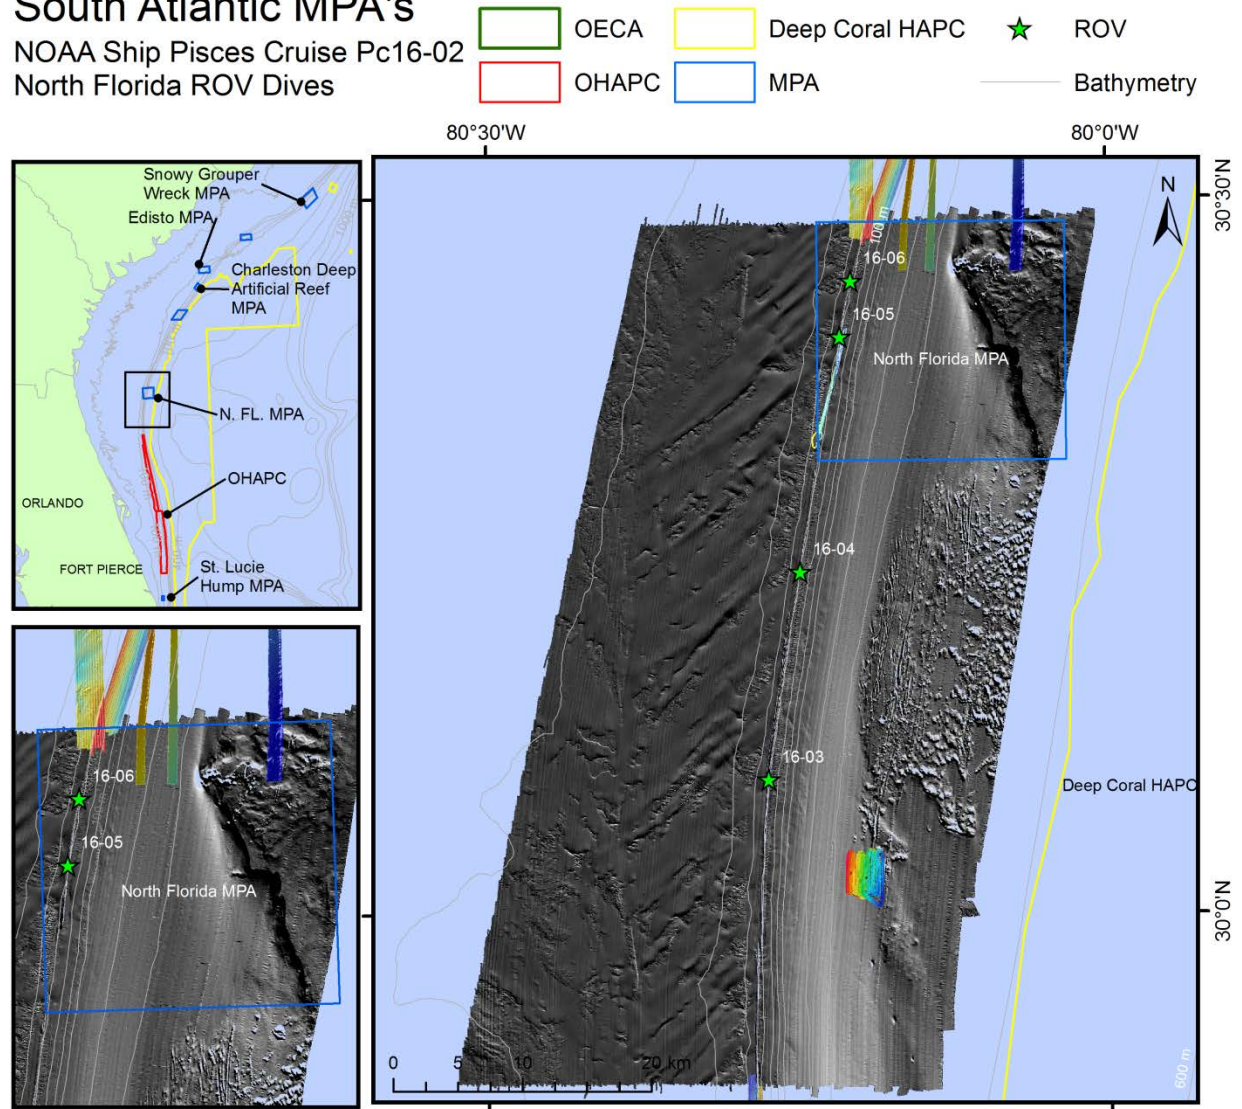 South Atlantic MPA's
NOAA Ship Pisces Cruise Pc16-02
North Florida ROV Dives
OECA
Deep Coral HAPC
ROV
OHAPC
MPA
Bathymetry
80°30'W
80°0'W
Snowy Grouper
Wreck MPA
Edisto MPA
Charleston Deep
Artificial Reef
MPA
N. FL. MPA
OHAPC
ORLANDO
FORT PIERCE
St. Lucie
Hump MPA
16-06
16-05
North Florida MPA
N
30°30'N
100 m
16-06
16-05
North Florida MPA
16-04
16-03
Deep Coral HAPC
30°0'N
0
5
10
20 km
600 m